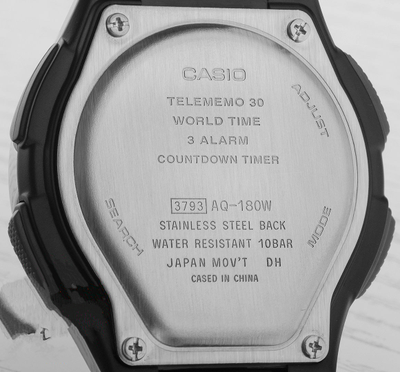 CASIO
TELEMEMO 30
WORLD TIME
3 ALARM
COUNTDOWN TIMER
ADJUST
SEARCH
MODE
3793 AQ-180W
STAINLESS STEEL BACK
WATER RESISTANT 10BAR
JAPAN MOV'T DH
CASED IN CHINA